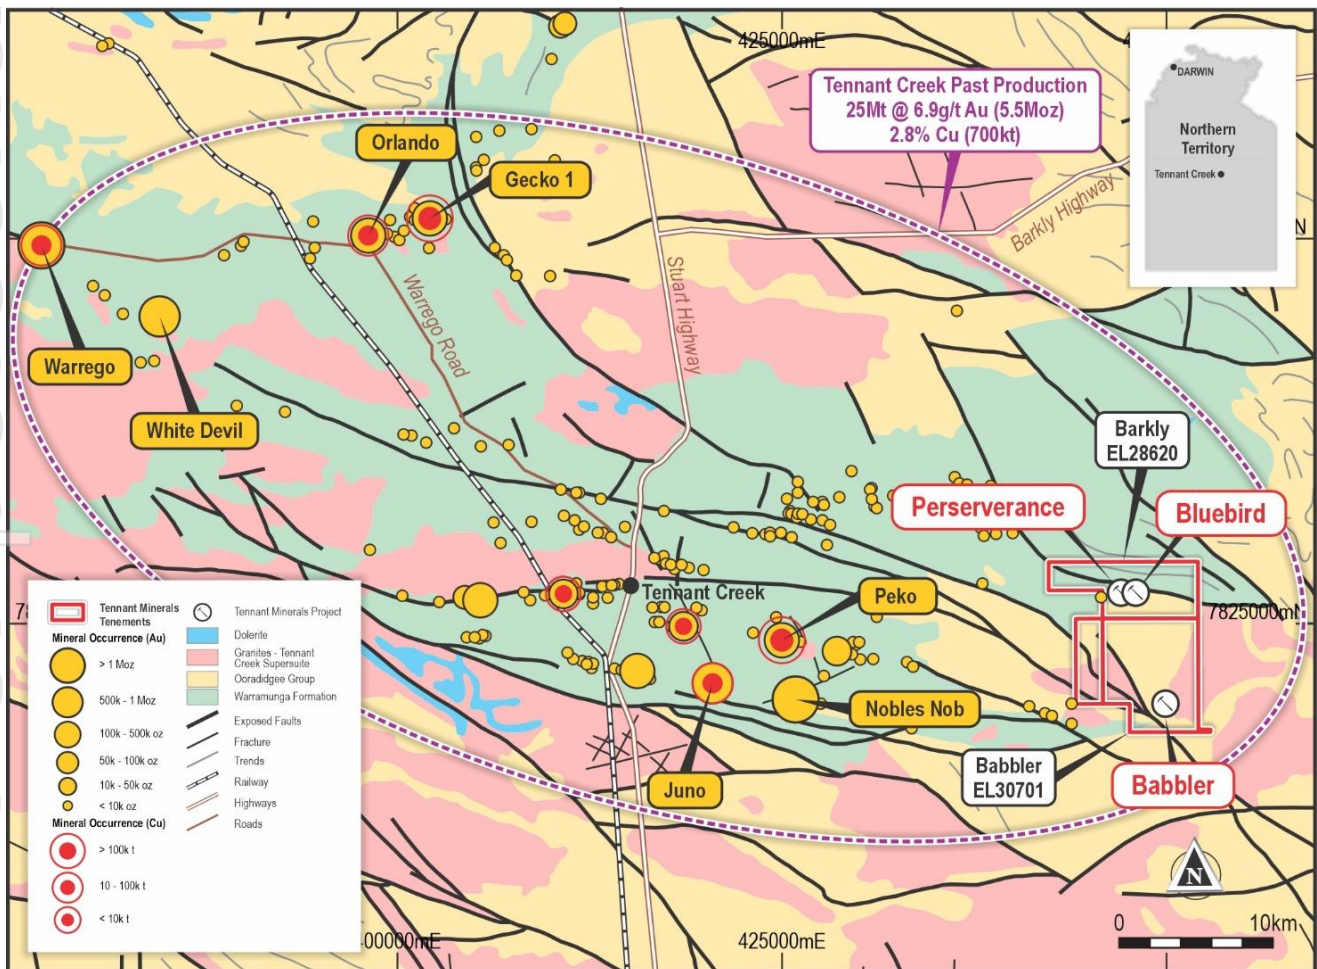 425000mE
Tennant Creek Past Production
25Mt @ 6.9g/t Au (5.5Moz)
2.8% Cu (700kt)
DARWIN
Northern
Territory
Tennant Creek
Orlando
Gecko 1
Barkly Highway
N
Stuart Highway
Warrego Road
Warrego
White Devil
Barkly
EL28620
Perserverance
Bluebird
Tennant Creek
Peko
7825000mN
78
Nobles Nob
Juno
Babbler
EL30701
Babbler
Tennant Minerals
Tenements
Mineral Occurrence (Au)
> 1 Moz
500k - 1 Moz
100k - 500k oz
50k - 100k oz
10k - 50k oz
< 10k oz
Mineral Occurrence (Cu)
> 100k t
10 - 100k t
< 10k t
Tennant Minerals Project
Dolerite
Granites - Tennant
Creek Supersuite
Ooradidgee Group
Warramunga Formation
Exposed Faults
Fracture
Trends
Railway
Highways
Roads
00000mE
425000mE
N
0 10km